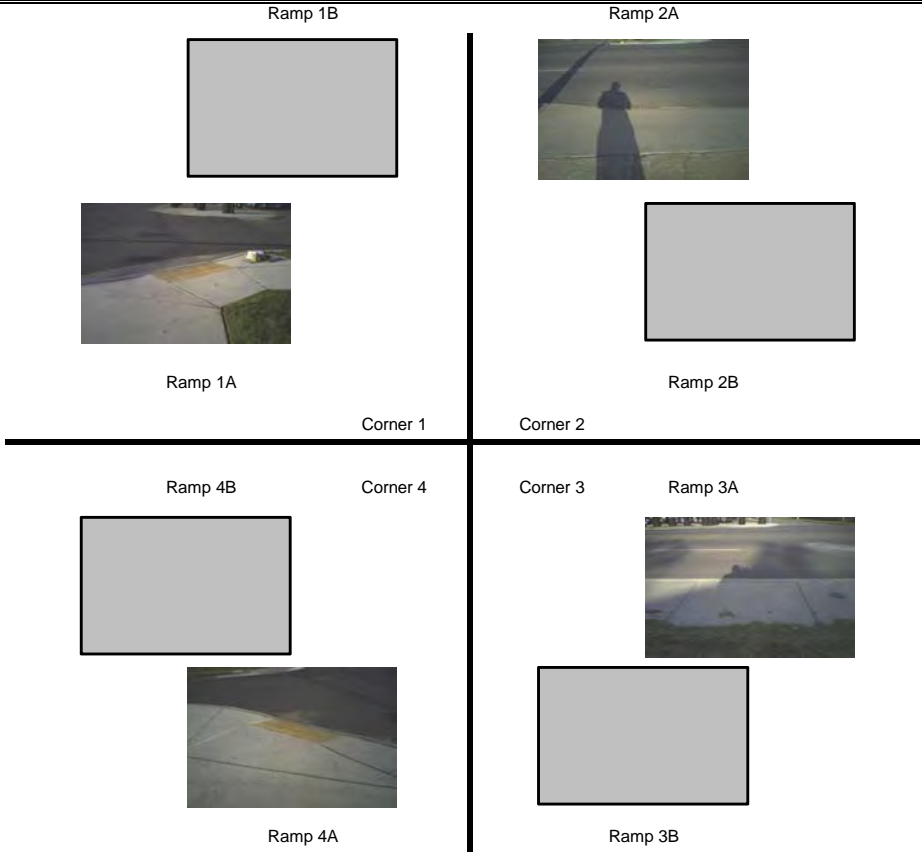 Ramp 1B
Ramp 2A
Ramp 1A
Ramp 2B
Corner 1
Corner 2
Ramp 4B
Corner 4
Corner 3
Ramp 3A
Ramp 4A
Ramp 3B